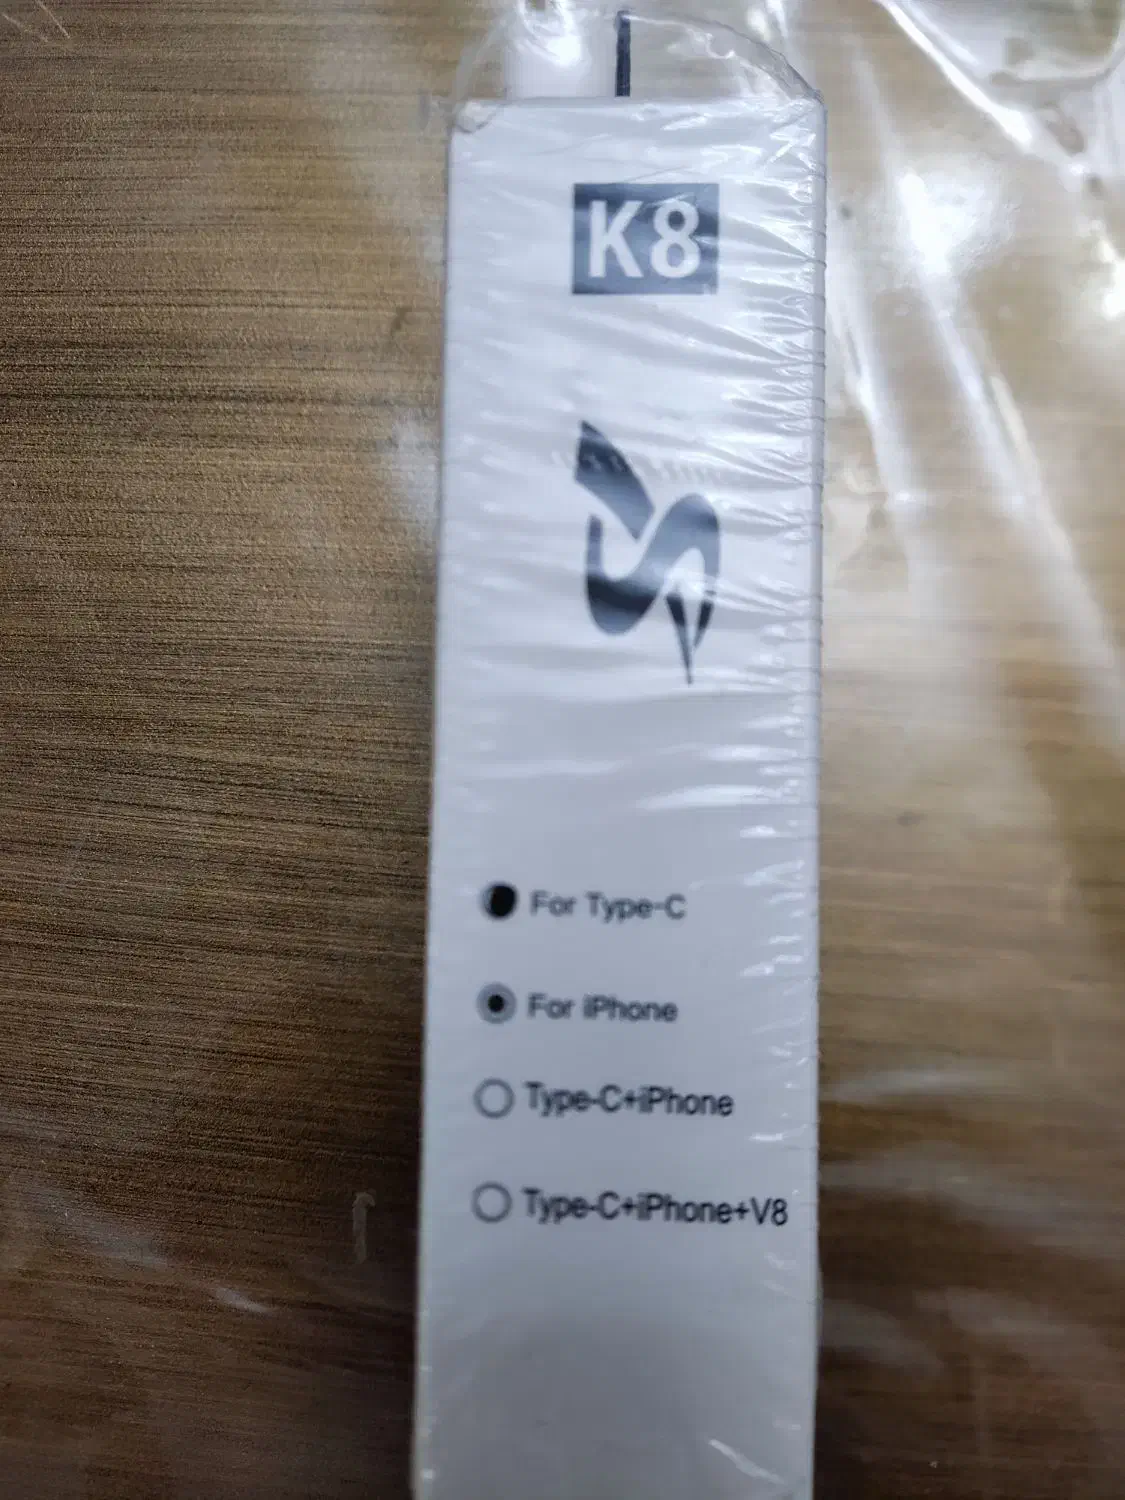 K8
For Type-C
For iPhone
Type-C+iPhone
Type-C+iPhone+V8